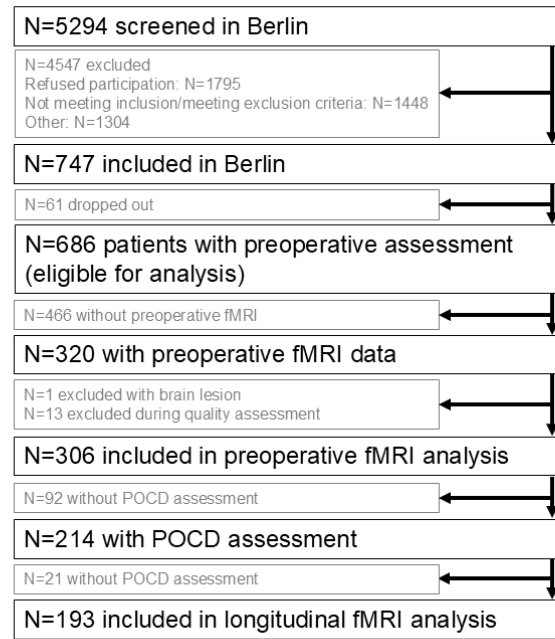 N=5294 screened in Berlin
N=4547 excluded
Refused participation: N=1795
Not meeting inclusion/meeting exclusion criteria: N=1448
Other: N=1304
N=747 included in Berlin
N=61 dropped out
N=686 patients with preoperative assessment
(eligible for analysis)
N=466 without preoperative fMRI
N=320 with preoperative fMRI data
N=1 excluded with brain lesion
N=13 excluded during quality assessment
N=306 included in preoperative fMRI analysis
N=92 without POCD assessment
N=214 with POCD assessment
N=21 without POCD assessment
N=193 included in longitudinal fMRI analysis